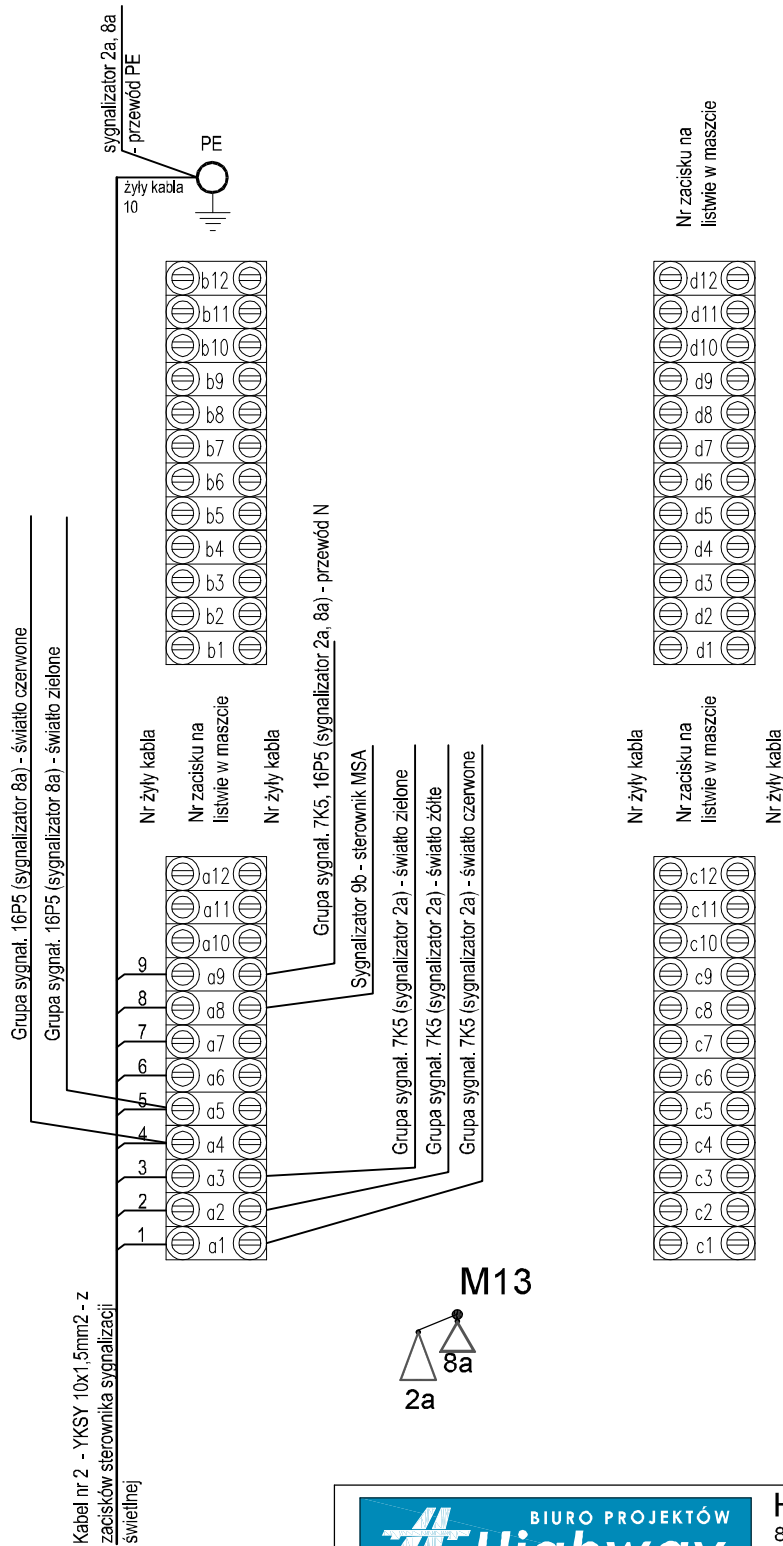 sygnalizator 2a, 8a
- przewód PE
PE
żyły kabla
10
Nr zacisku na
listwie w maszcie
b12
b11
b10
b9
b8
b7
b6
b5
b4
b3
b2
b1
d12
d11
d10
d9
d8
d7
d6
d5
d4
d3
d2
d1
Grupa sygnał. 16P5 (sygnalizator 8a) - światło czerwone
Grupa sygnał. 16P5 (sygnalizator 8a) - światło zielone
Nr żyły kabla
Nr zacisku na
listwie w maszcie
Nr żyły kabla
Grupa sygnał. 7K5, 16P5 (sygnalizator 2a, 8a) - przewód N
Sygnalizator 9b - sterownik MSA
Grupa sygnał. 7K5 (sygnalizator 2a) - światło zielone
Grupa sygnał. 7K5 (sygnalizator 2a) - światło żółte
Grupa sygnał. 7K5 (sygnalizator 2a) - światło czerwone
Nr żyły kabla
Nr zacisku na
listwie w maszcie
Nr żyły kabla
a12
a11
a10
9 a9
8 a8
7 a7
6 a6
5 a5
4 a4
3 a3
2 a2
1 a1
c12
c11
c10
c9
c8
c7
c6
c5
c4
c3
c2
c1
Kabel nr 2 - YKSY 10x1,5mm2 - z
zacisków sterownika sygnalizacji
świetlnej
M13
8a
2a
BIURO PROJEKTÓW
Highway